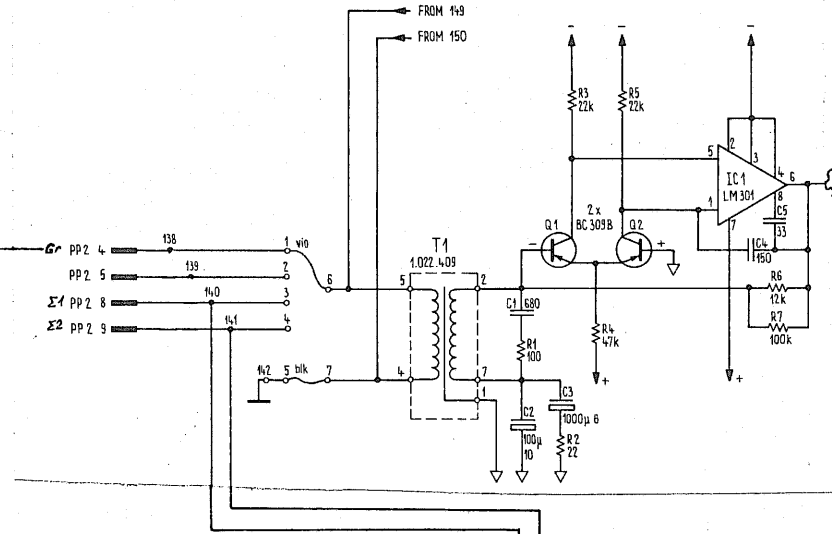 FROM 149
FROM 150
R3
22k
R5
22k
2
3
4
5
IC1
LM 301
6
8
1
7
C5
33
C4
150
2x
BC 309B
Q1
Q2
-
+
138
1 vio
Gr PP2 4
139
2
PP2 5
6
140
3
Σ1 PP2 8
141
4
Σ2 PP2 9
142
5 blk
7
T1
1.022.409
5
2
4
7
1
C1 680
R1
100
C2
100µ
10
C3
1000µ 6
R2
22
R4
47k
+
R6
12k
R7
100k
+